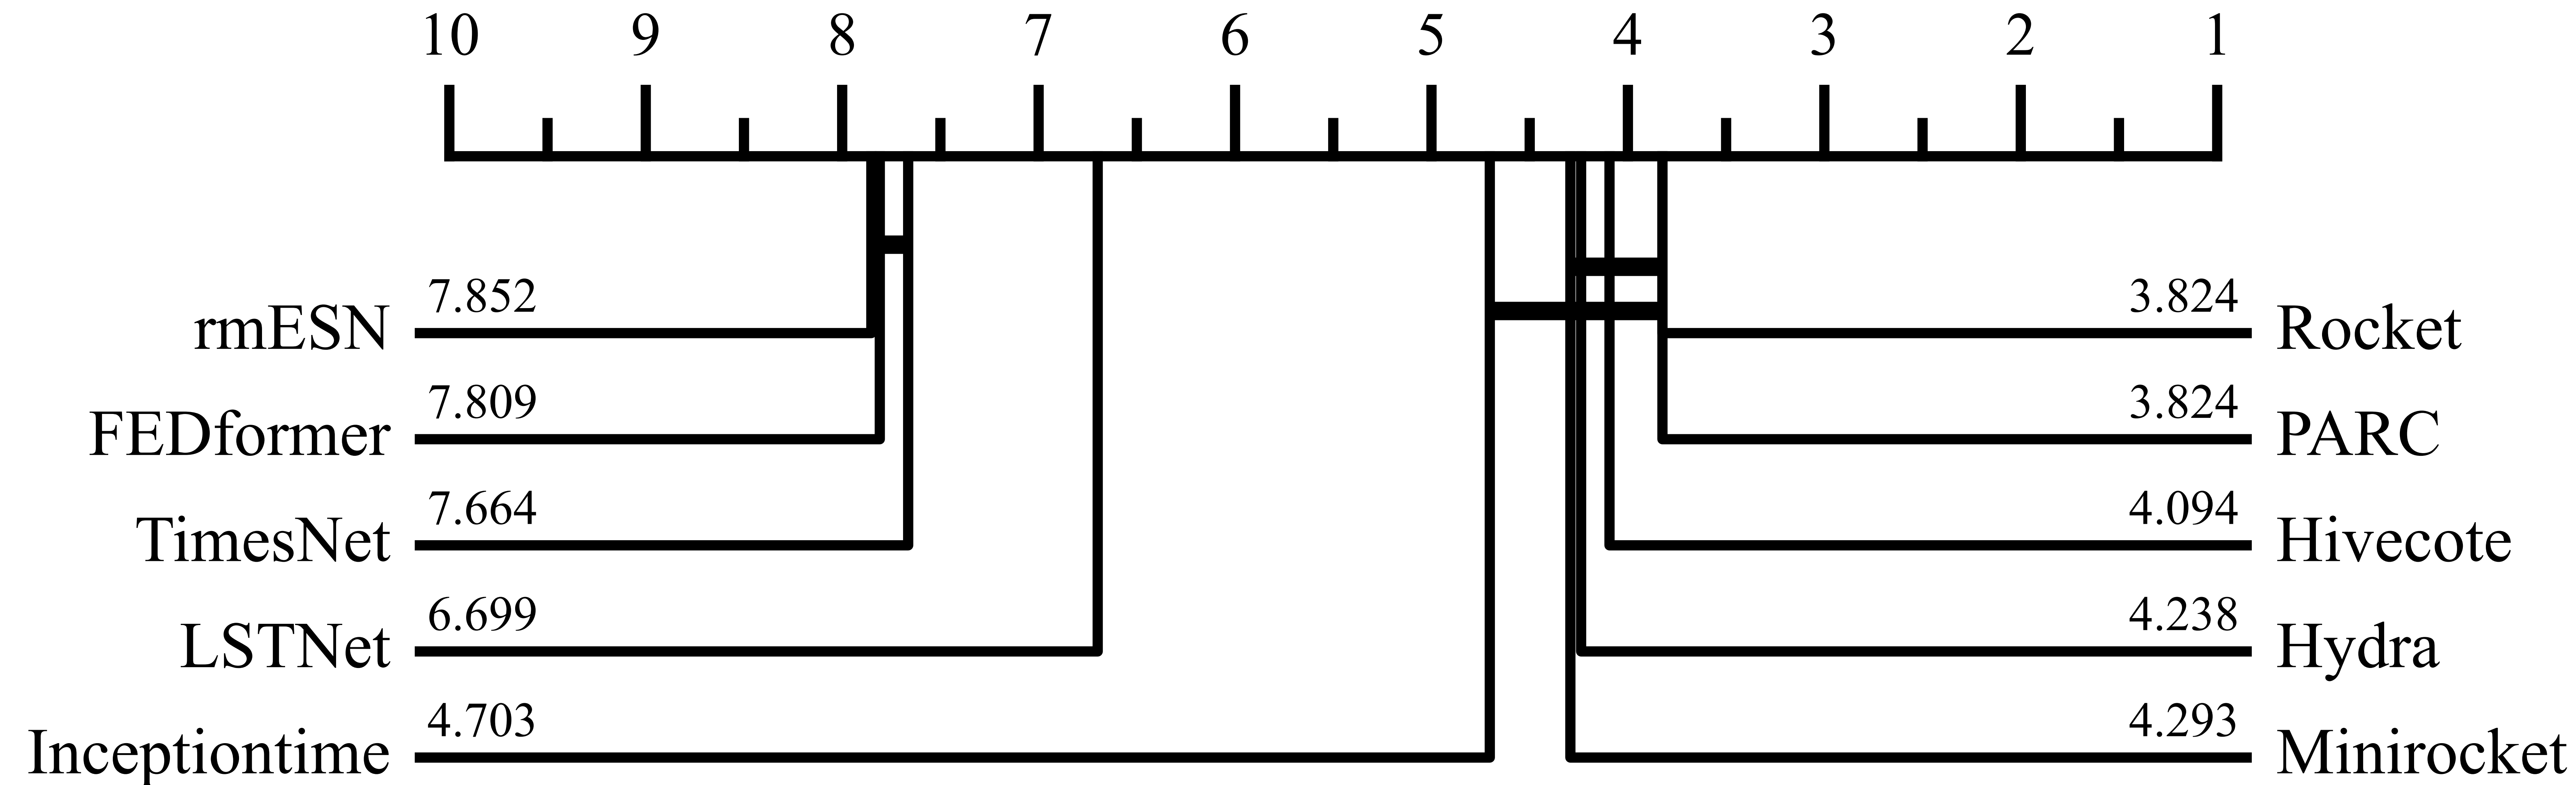 10 9 8 7 6 5 4 3 2 1
rmESN 7.852 3.824 Rocket
FEDformer 7.809 3.824 PARC
TimesNet 7.664 4.094 Hivecote
LSTNet 6.699 4.238 Hydra
Inceptiontime 4.703 4.293 Minirocket